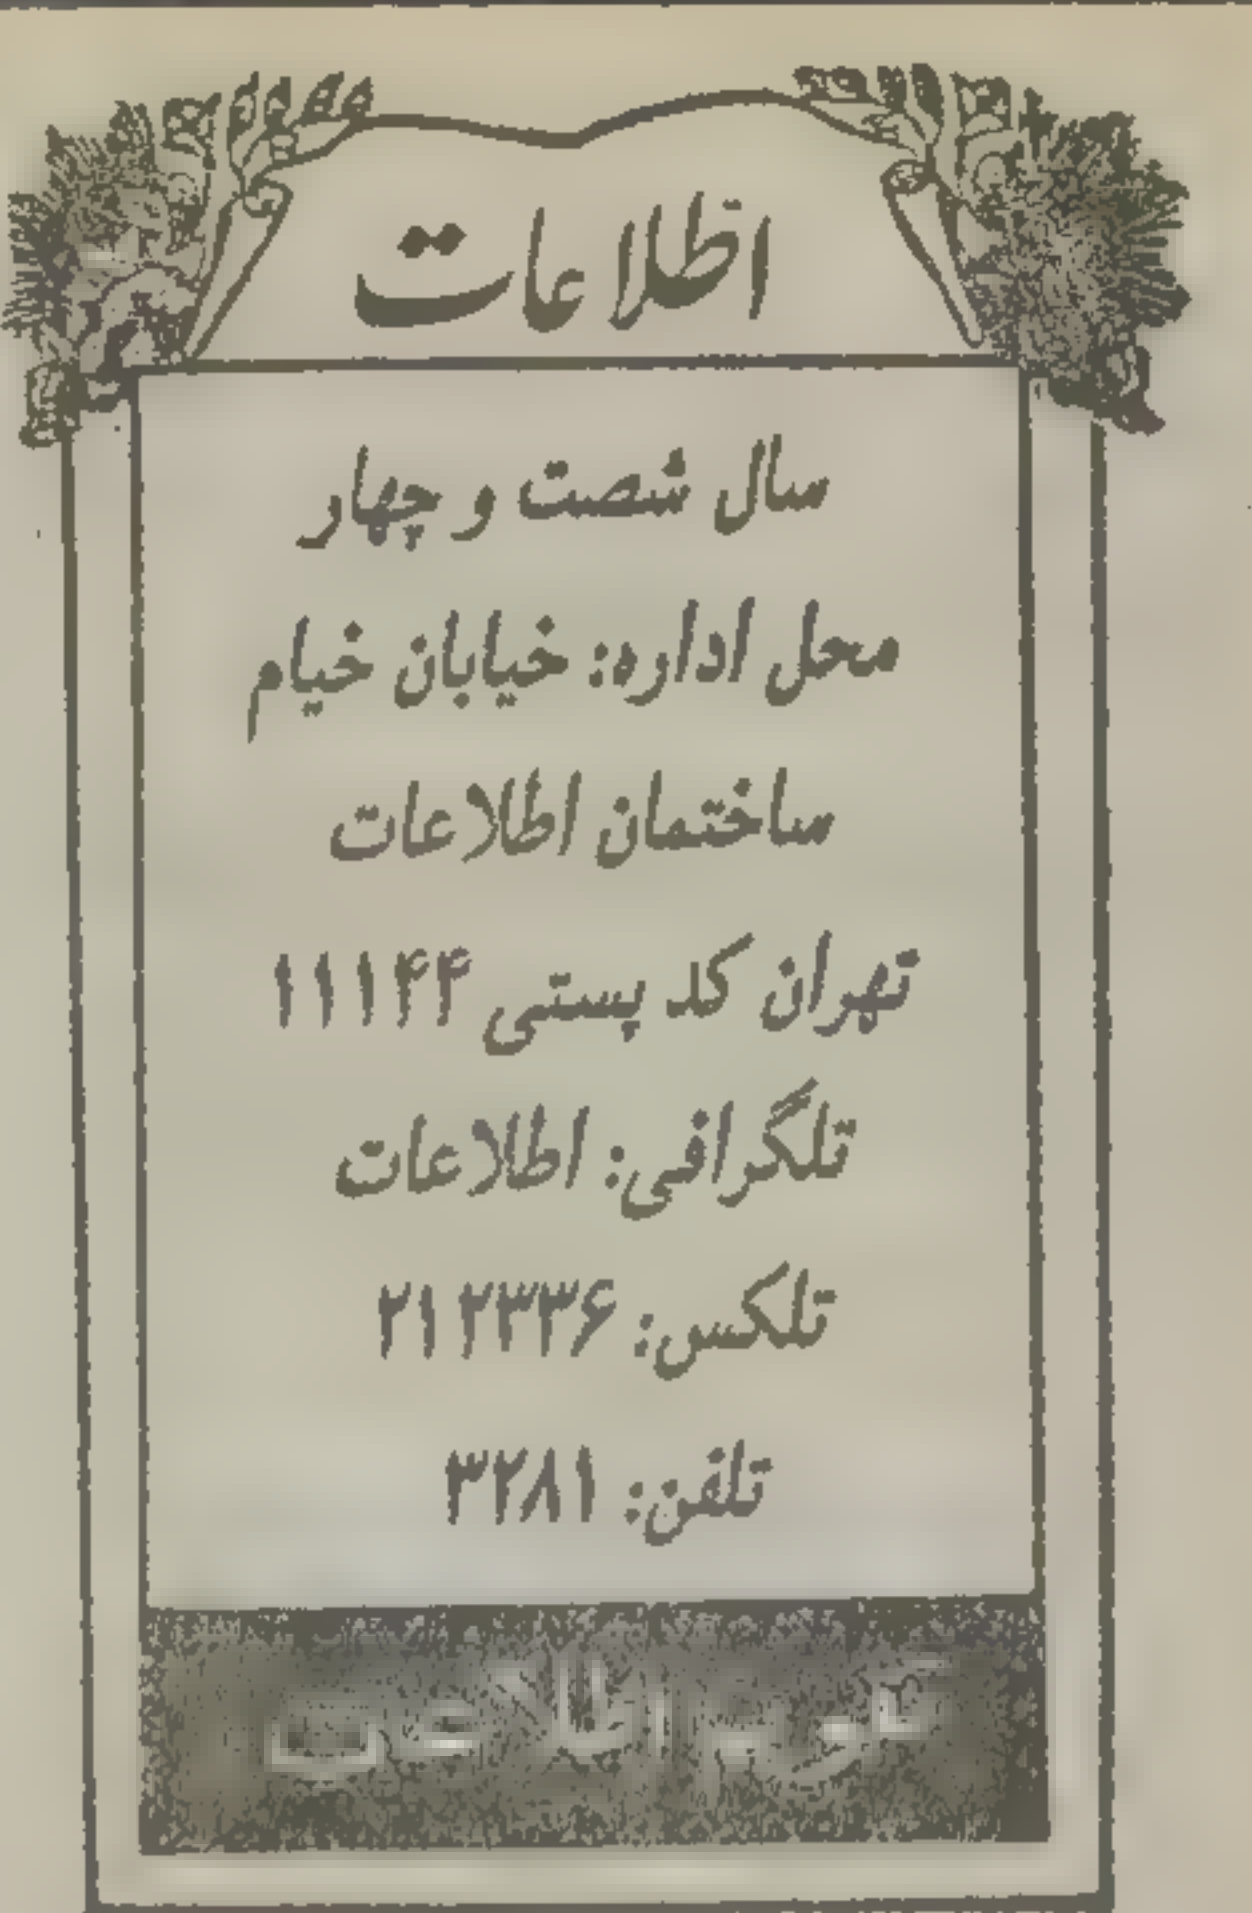 اطلاعات
سال شصت و چهار
محل اداره: خیابان خیام
ساختمان اطلاعات
تهران کد پستی ۱۱۱۴۴
تلگرافی: اطلاعات
تلکس: ۲۱۲۳۳۶
تلفن: ۳۲۸۱
اطلاعات